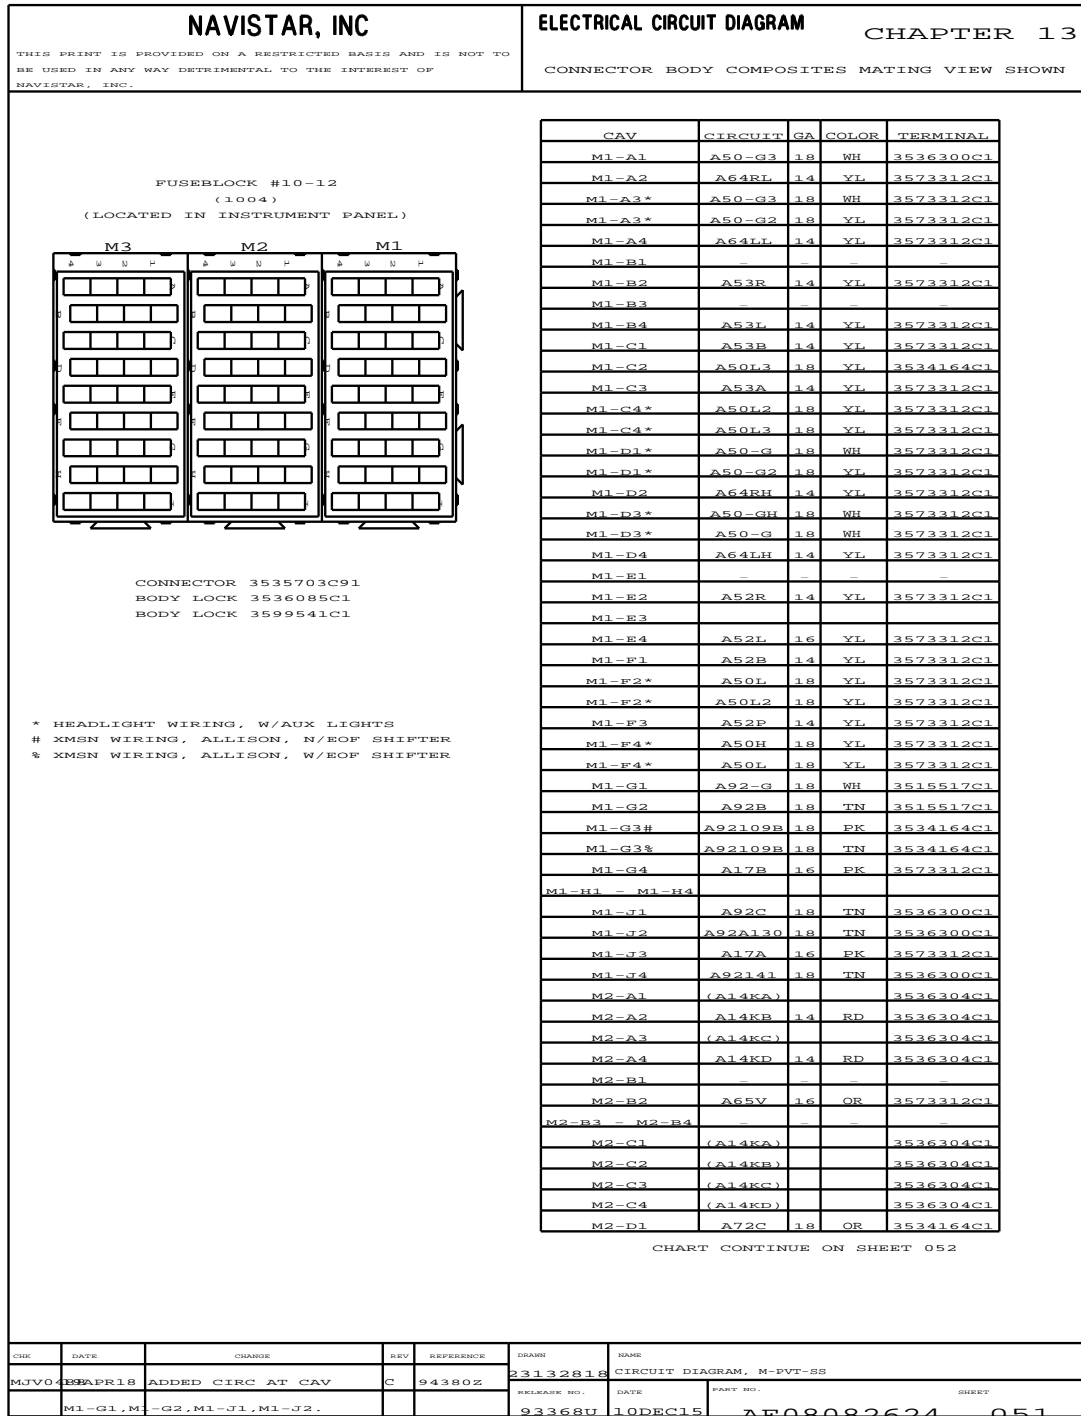 NAVISTAR, INC
THIS PRINT IS PROVIDED ON A RESTRICTED BASIS AND IS NOT TO
BE USED IN ANY WAY DETRIMENTAL TO THE INTEREST OF
NAVISTAR, INC.
ELECTRICAL CIRCUIT DIAGRAM
CHAPTER 13
CONNECTOR BODY COMPOSITES MATING VIEW SHOWN
FUSEBLOCK #10-12
(1004)
(LOCATED IN INSTRUMENT PANEL)
M3 M2 M1
4 3 2 1 4 3 2 1 4 3 2 1
CONNECTOR 3535703C91
BODY LOCK 3536085C1
BODY LOCK 3599541C1
* HEADLIGHT WIRING, W/AUX LIGHTS
# XMSN WIRING, ALLISON, N/EOF SHIFTER
% XMSN WIRING, ALLISON, W/EOF SHIFTER
CAV CIRCUIT GA COLOR TERMINAL
M1-A1 A50-G3 18 WH 3536300C1
M1-A2 A64RL 14 YL 3573312C1
M1-A3* A50-G3 18 WH 3573312C1
M1-A3* A50-G2 18 YL 3573312C1
M1-A4 A64LL 14 YL 3573312C1
M1-B1 – – – –
M1-B2 A53R 14 YL 3573312C1
M1-B3 – – – –
M1-B4 A53L 14 YL 3573312C1
M1-C1 A53B 14 YL 3573312C1
M1-C2 A50L3 18 YL 3534164C1
M1-C3 A53A 14 YL 3573312C1
M1-C4* A50L2 18 YL 3573312C1
M1-C4* A50L3 18 YL 3573312C1
M1-D1* A50-G 18 WH 3573312C1
M1-D1* A50-G2 18 YL 3573312C1
M1-D2 A64RH 14 YL 3573312C1
M1-D3* A50-GH 18 WH 3573312C1
M1-D3* A50-G 18 WH 3573312C1
M1-D4 A64LH 14 YL 3573312C1
M1-E1 – – – –
M1-E2 A52R 14 YL 3573312C1
M1-E3
M1-E4 A52L 16 YL 3573312C1
M1-F1 A52B 14 YL 3573312C1
M1-F2* A50L 18 YL 3573312C1
M1-F2* A50L2 18 YL 3573312C1
M1-F3 A52P 14 YL 3573312C1
M1-F4* A50H 18 YL 3573312C1
M1-F4* A50L 18 YL 3573312C1
M1-G1 A92-G 18 WH 3515517C1
M1-G2 A92B 18 TN 3515517C1
M1-G3# A92109B 18 PK 3534164C1
M1-G3% A92109B 18 TN 3534164C1
M1-G4 A17B 16 PK 3573312C1
M1-H1 - M1-H4
M1-J1 A92C 18 TN 3536300C1
M1-J2 A92A130 18 TN 3536300C1
M1-J3 A17A 16 PK 3573312C1
M1-J4 A92141 18 TN 3536300C1
M2-A1 (A14KA) 3536304C1
M2-A2 A14KB 14 RD 3536304C1
M2-A3 (A14KC) 3536304C1
M2-A4 A14KD 14 RD 3536304C1
M2-B1 – – – –
M2-B2 A65V 16 OR 3573312C1
M2-B3 - M2-B4 – – – –
M2-C1 (A14KA) 3536304C1
M2-C2 (A14KB) 3536304C1
M2-C3 (A14KC) 3536304C1
M2-C4 (A14KD) 3536304C1
M2-D1 A72C 18 OR 3534164C1
CHART CONTINUE ON SHEET 052
CHK DATE CHANGE REV REFERENCE
ADDED CIRC AT CAV C 94380Z
M1-G1,M1-G2,M1-J1,M1-J2.
DRAWN NAME
23132818 CIRCUIT DIAGRAM, M-PVT-SS
RELEASE NO. DATE PART NO. SHEET
93368U 10DEC15 AF08082624 051